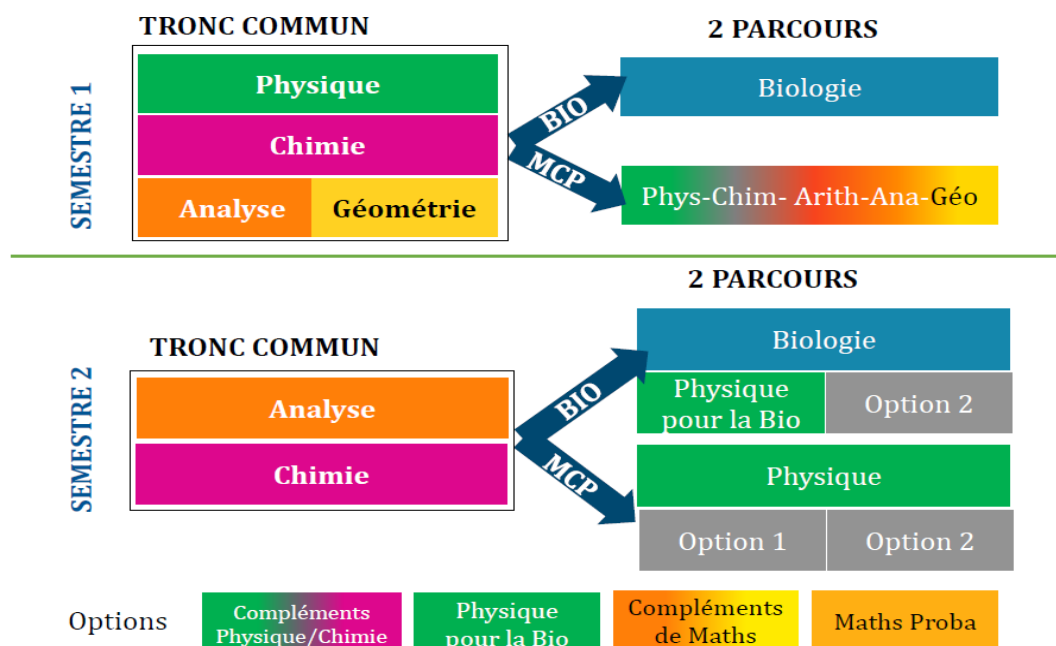 TRONC COMMUN
2 PARCOURS
SEMESTRE 1
Physique
Chimie
Analyse
Géométrie
BIO
MCP
Biologie
Phys-Chim- Arith-Ana-Géo
2 PARCOURS
TRONC COMMUN
SEMESTRE 2
Analyse
Chimie
BIO
MCP
Biologie
Physique
pour la Bio
Option 2
Physique
Option 1
Option 2
Options
Compléments
Physique/Chimie
Physique
pour la Bio
Compléments
de Maths
Maths Proba